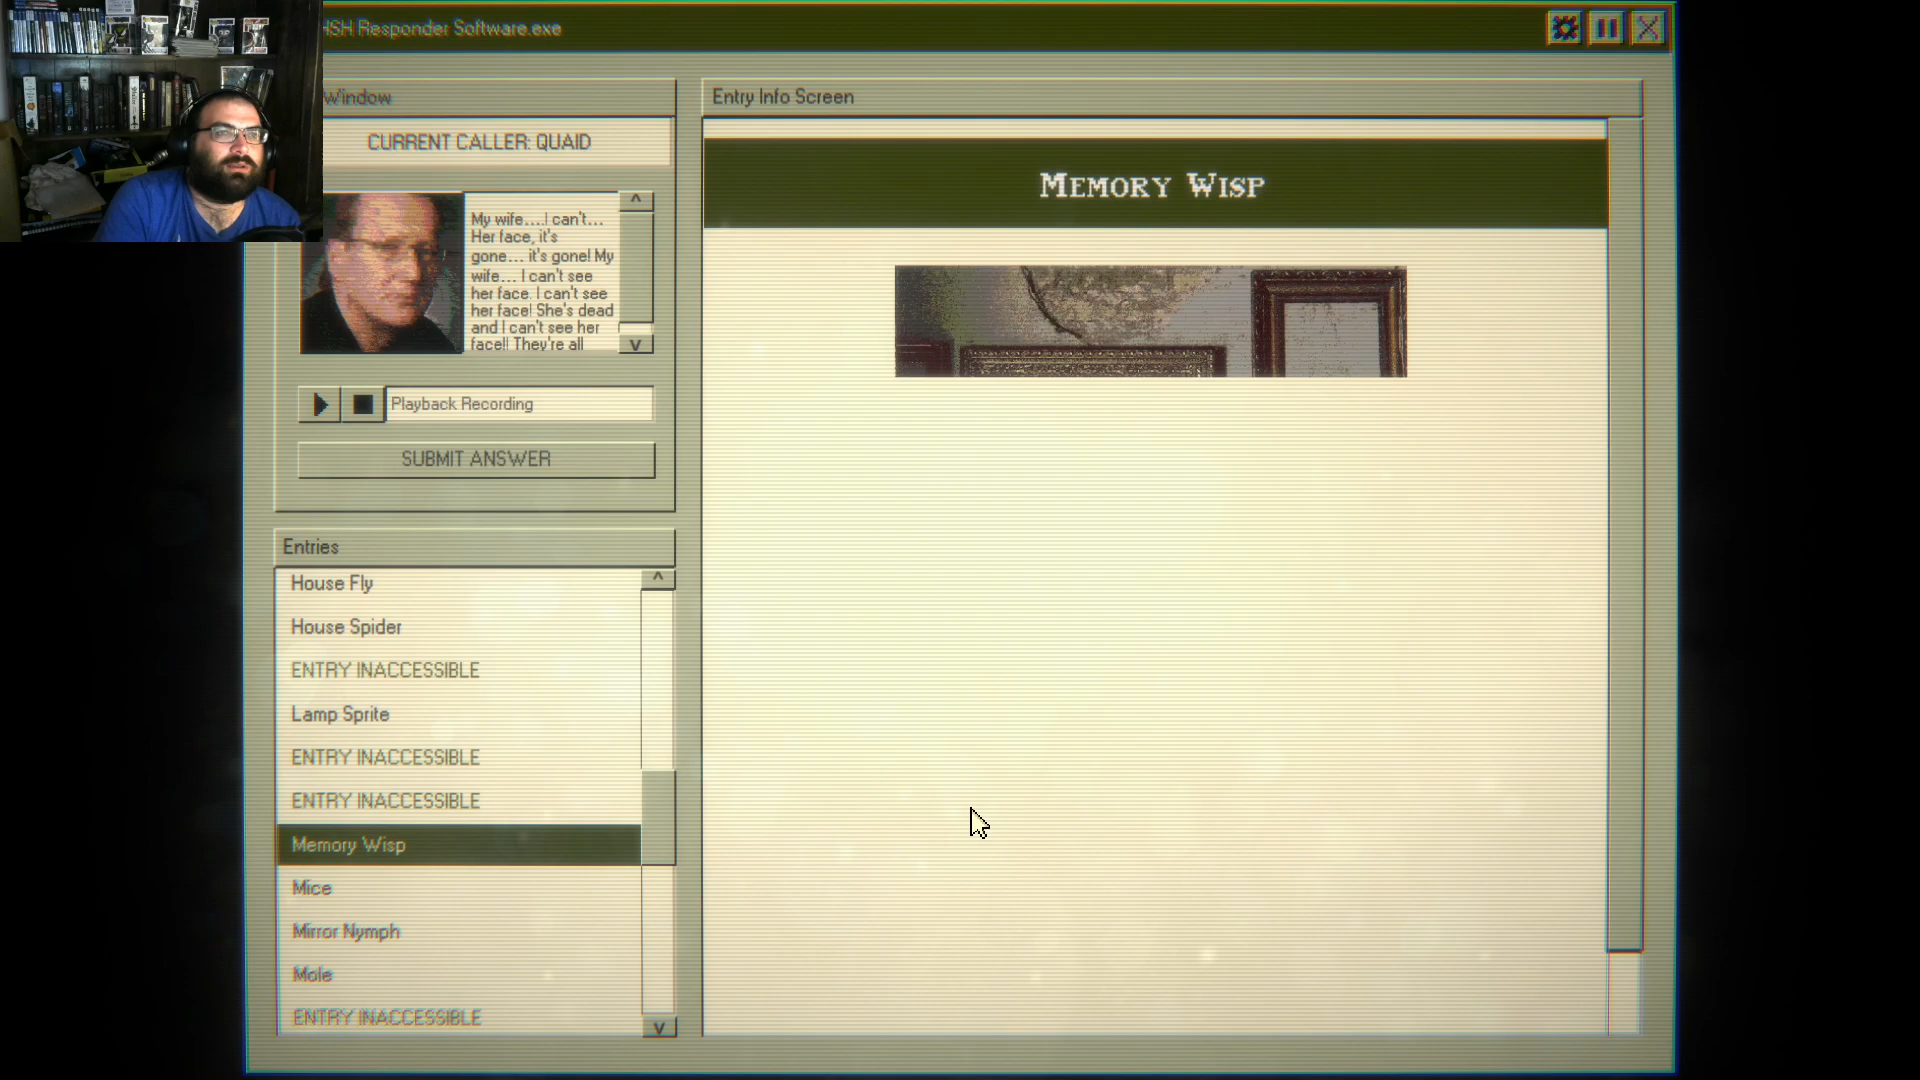 HSH Responder Software.exe
Window
CURRENT CALLER: QUAID
My wife....I can't...
Her face, it's
gone... it's gone! My
wife... I can't see
her face. I can't see
her face! She's dead
and I can't see her
face!! They're all
Playback Recording
SUBMIT ANSWER
Entries
House Fly
House Spider
ENTRY INACCESSIBLE
Lamp Sprite
ENTRY INACCESSIBLE
ENTRY INACCESSIBLE
Memory Wisp
Mice
Mirror Nymph
Mole
ENTRY INACCESSIBLE
Entry Info Screen
Memory Wisp